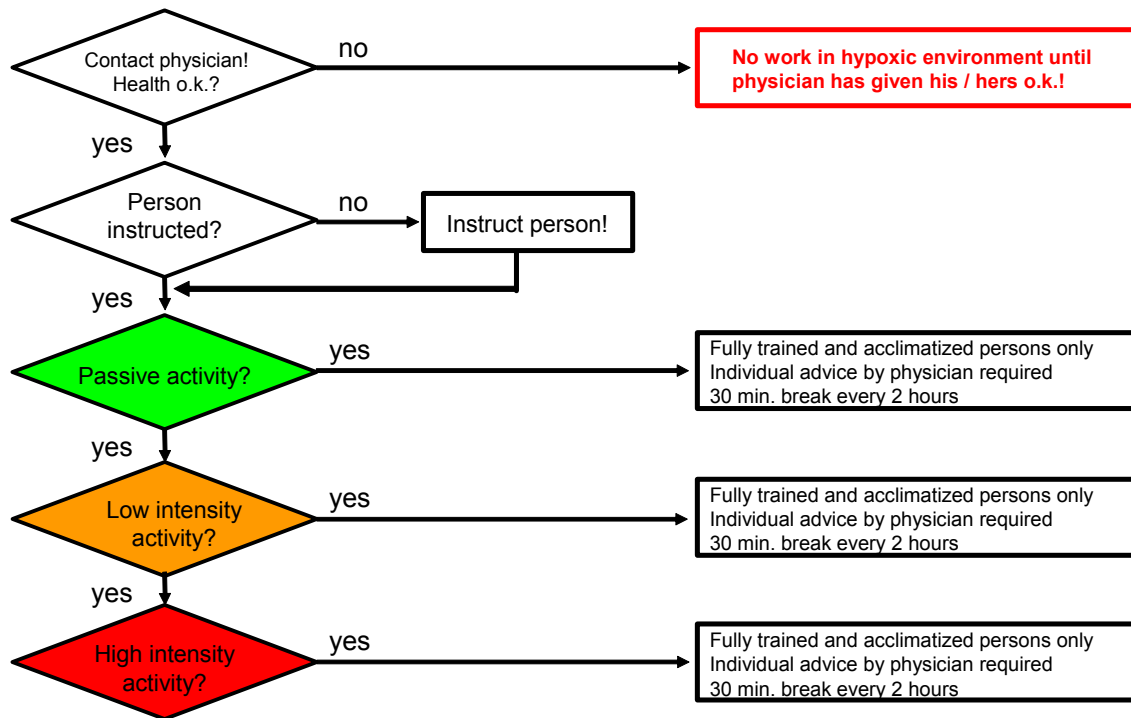 Contact physician!
Health o.k.?
no
No work in hypoxic environment until
physician has given his / hers o.k.!
yes
Person
instructed?
no
Instruct person!
yes
Passive activity?
yes
Fully trained and acclimatized persons only
Individual advice by physician required
30 min. break every 2 hours
yes
Low intensity
activity?
yes
Fully trained and acclimatized persons only
Individual advice by physician required
30 min. break every 2 hours
yes
High intensity
activity?
yes
Fully trained and acclimatized persons only
Individual advice by physician required
30 min. break every 2 hours